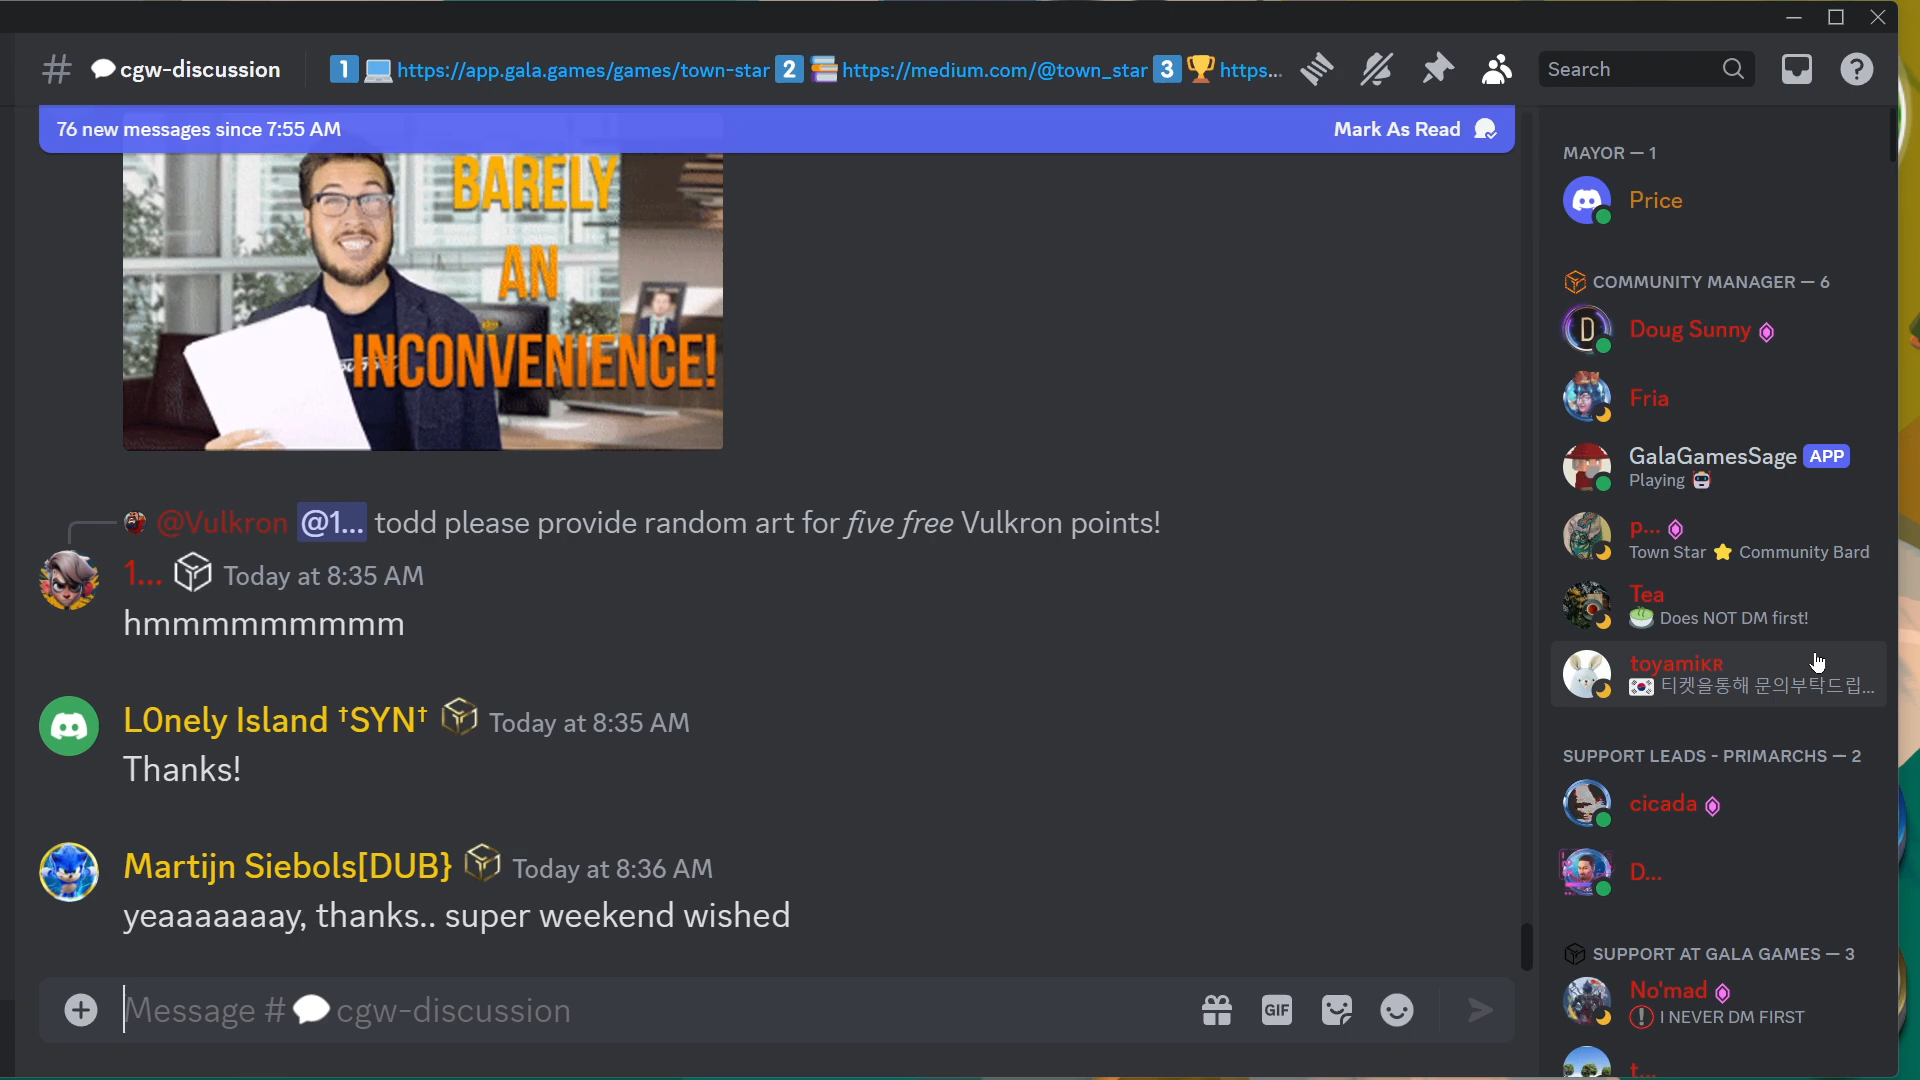 cgw-discussion
1 https://app.gala.games/games/town-star 2 https://medium.com/@town_star 3 https...
Search
76 new messages since 7:55 AM
Mark As Read
BARELY
AN
INCONVENIENCE!
@Vulkron @1... todd please provide random art for five free Vulkron points!
1... Today at 8:35 AM
hmmmmmmmmm
L0nely Island †SYN† Today at 8:35 AM
Thanks!
Martijn Siebols[DUB} Today at 8:36 AM
yeaaaaaaay, thanks.. super weekend wished
Message # cgw-discussion
GIF
MAYOR — 1
Price
COMMUNITY MANAGER — 6
D
Doug Sunny
Fria
GalaGamesSage APP
Playing
p...
Town Star Community Bard
Tea
Does NOT DM first!
toyamiKR
티켓을통해 문의부탁드립...
SUPPORT LEADS - PRIMARCHS — 2
cicada
D...
SUPPORT AT GALA GAMES — 3
No'mad
I NEVER DM FIRST
t...